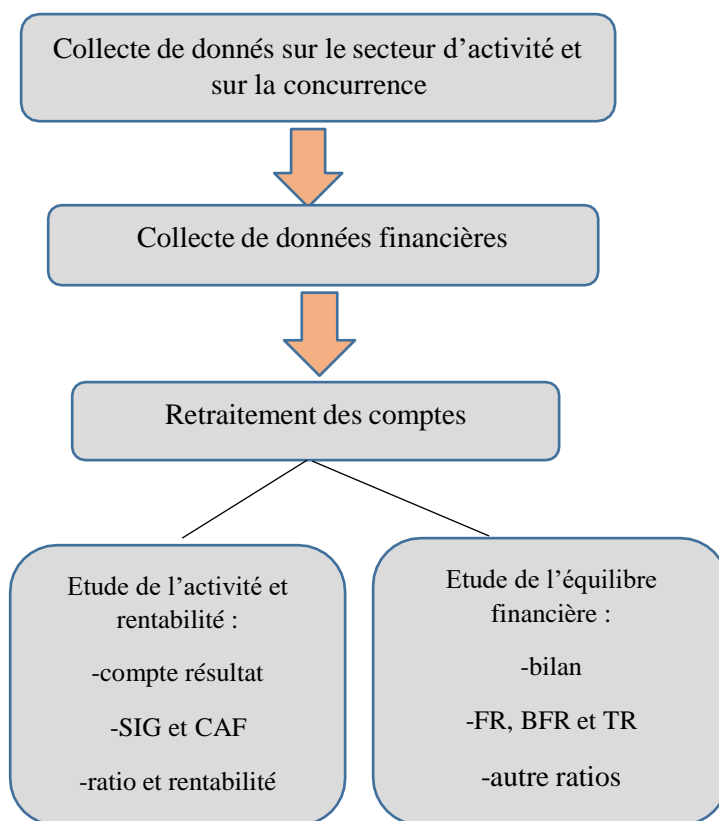 Collecte de donnés sur le secteur d’activité et
sur la concurrence
Collecte de données financières
Retraitement des comptes
Etude de l’activité et
rentabilité :
-compte résultat
-SIG et CAF
-ratio et rentabilité
Etude de l’équilibre
financière :
-bilan
-FR, BFR et TR
-autre ratios